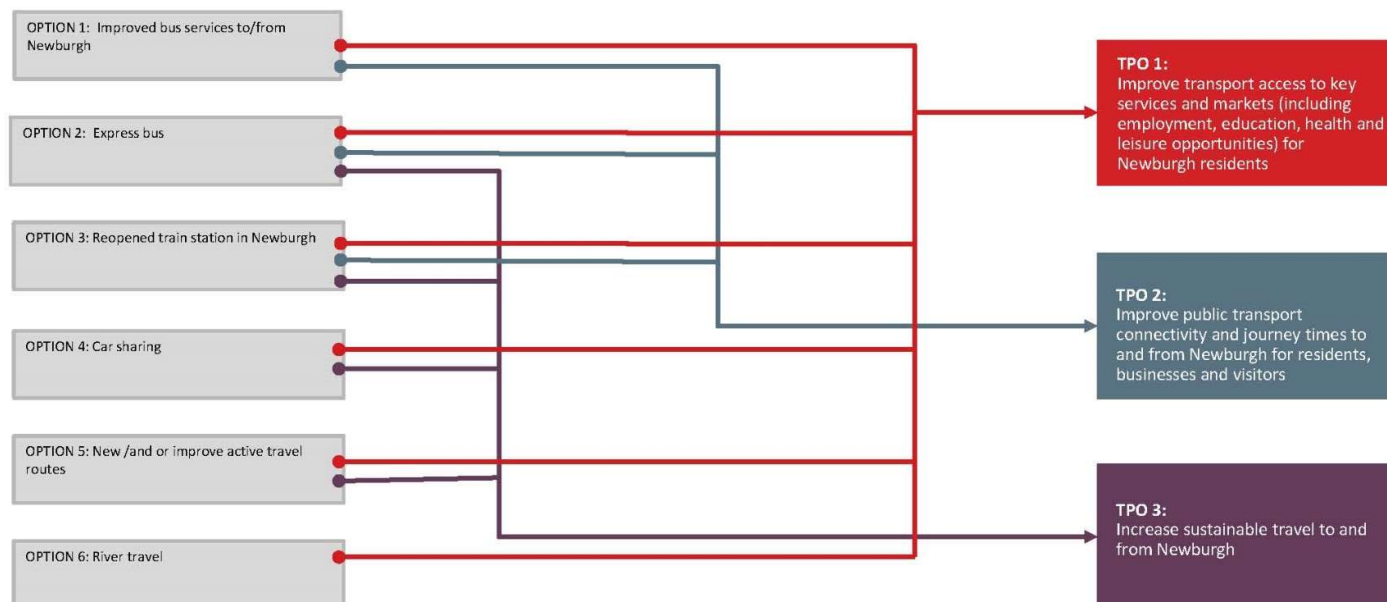 OPTION 1:  Improved bus services to/from
Newburgh
OPTION 2:  Express bus
OPTION 3: Reopened train station in Newburgh
OPTION 4: Car sharing
OPTION 5: New /and or improve active travel
routes
OPTION 6: River travel
TPO 1:
Improve transport access to key
services and markets (including
employment, education, health and
leisure opportunities) for
Newburgh residents
TPO 2:
Improve public transport
connectivity and journey times to
and from Newburgh for residents,
businesses and visitors
TPO 3:
Increase sustainable travel to and
from Newburgh